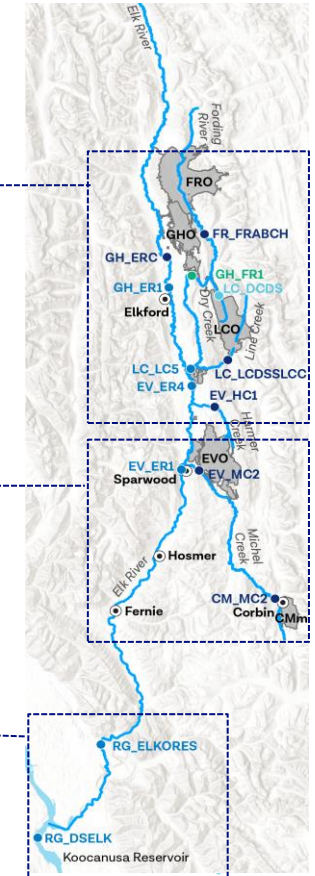 Elk River
Fording
River
FRO
GHO
FR_FRABCH
GH_ERC
GH_FR1
GH_ER1
LC_DCDS
Elkford
Dry Creek
LCO
Line Creek
LC_LC5
LC_LCDSSLCC
EV_ER4
EV_HC1
Harmer
Creek
EVO
EV_ER1
EV_MC2
Sparwood
Michel
Creek
Hosmer
Elk River
CM_MC2
Fernie
Corbin
CMm
RG_ELKORES
RG_DSELK
Koocanusa Reservoir